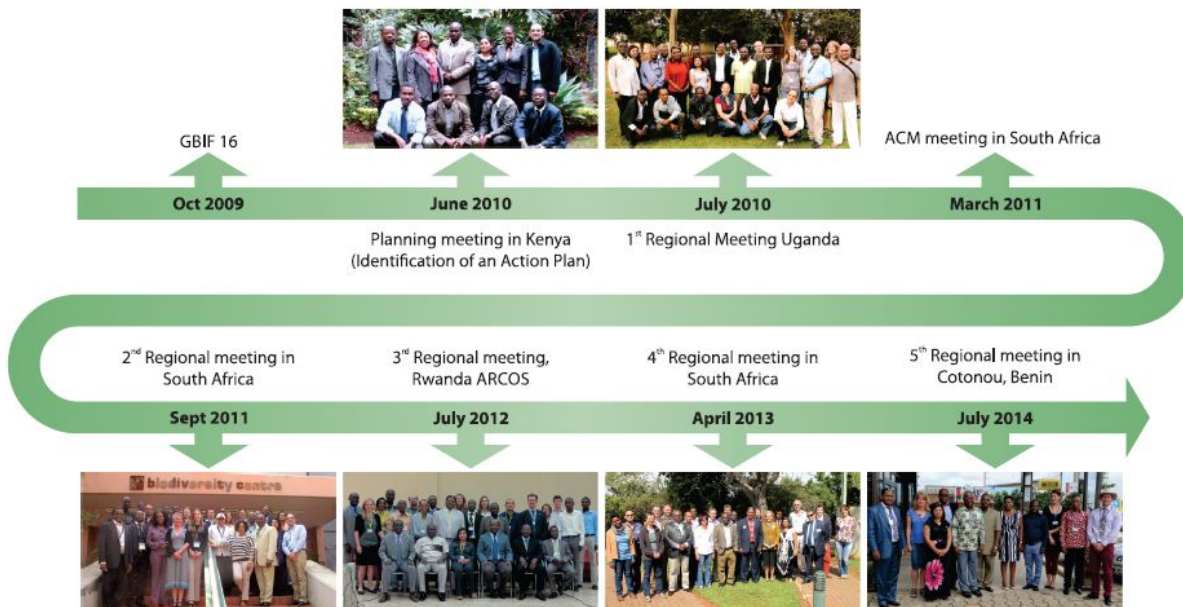 GBIF 16
ACM meeting in South Africa
Oct 2009
June 2010
July 2010
March 2011
Planning meeting in Kenya
(Identification of an Action Plan)
1st Regional Meeting Uganda
2nd Regional meeting in
South Africa
3rd Regional meeting,
Rwanda ARCOS
4th Regional meeting in
South Africa
5th Regional meeting in
Cotonou, Benin
Sept 2011
July 2012
April 2013
July 2014
biodiversity centre